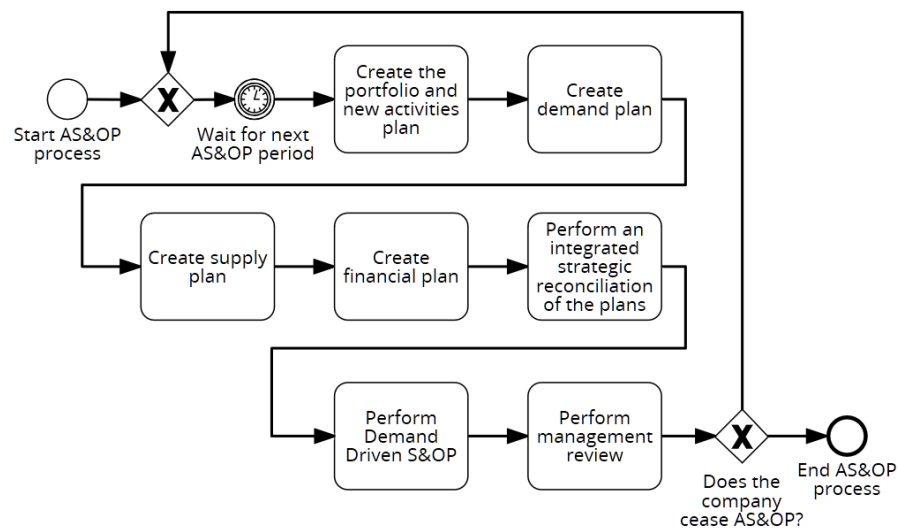 Start AS&OP
process
X
Wait for next
AS&OP period
Create the
portfolio and
new activities
plan
Create
demand plan
Create supply
plan
Create
financial plan
Perform an
integrated
strategic
reconciliation
of the plans
Perform
Demand
Driven S&OP
Perform
management
review
X
Does the
company
cease AS&OP?
End AS&OP
process